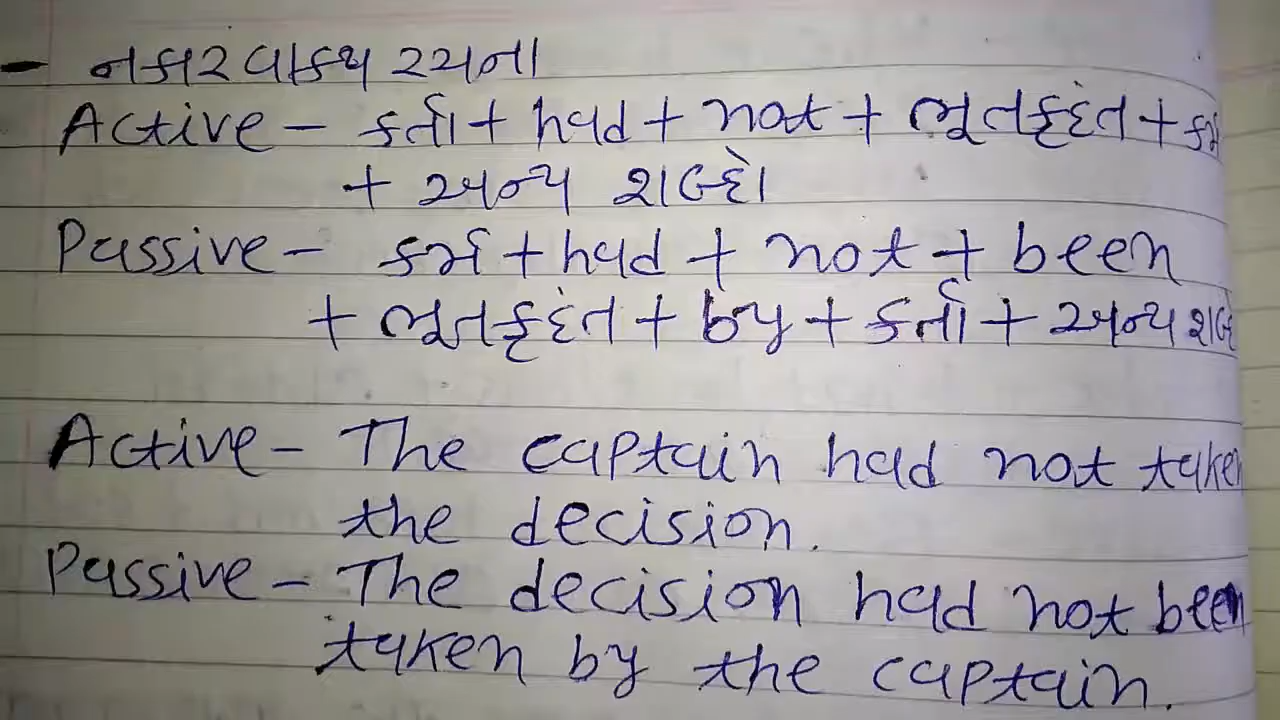 - નકાર વાક્ય રચના
Active - કર્તા + had + not + ભૂતકૃદંત + કર્મ
+ અન્ય શબ્દો
Passive - કર્મ + had + not + been
+ ભૂતકૃદંત + by + કર્તા + અન્ય શબ્દો
Active - The captain had not taken
the decision.
Passive - The decision had not been
taken by the captain.